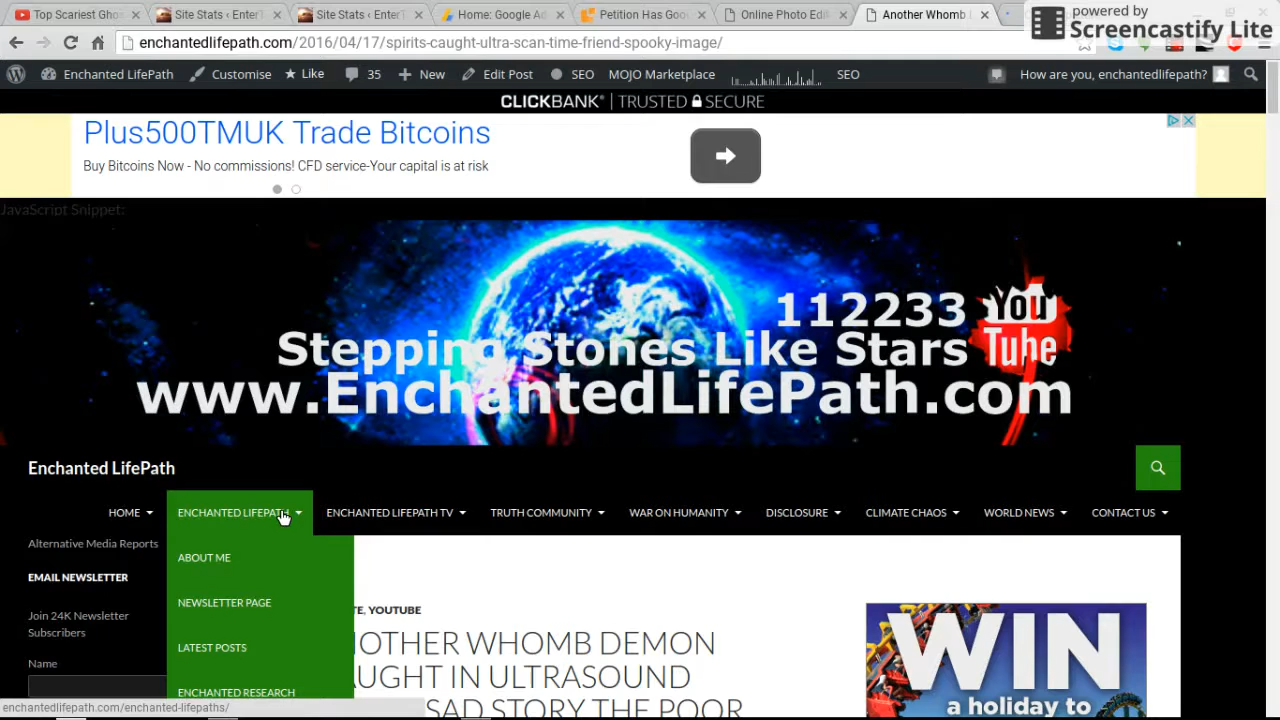 Top Scariest Gho
Site Stats ‹ EnterT
Site Stats ‹ EnterT
Home: Google Ad
Petition Has Goo
Online Photo Edit
Another Whomb
powered by
Screencastify Lite
enchantedlifepath.com/2016/04/17/spirits-caught-ultra-scan-time-friend-spooky-image/
Enchanted LifePath
Customise
Like
35
New
Edit Post
SEO
MOJO Marketplace
SEO
How are you, enchantedlifepath?
CLICKBANK® | TRUSTED SECURE
Plus500TMUK Trade Bitcoins
Buy Bitcoins Now - No commissions! CFD service-Your capital is at risk
JavaScript Snippet:
112233
You
Tube
Stepping Stones Like Stars
www.EnchantedLifePath.com
Enchanted LifePath
HOME
ENCHANTED LIFEPATH
ENCHANTED LIFEPATH TV
TRUTH COMMUNITY
WAR ON HUMANITY
DISCLOSURE
CLIMATE CHAOS
WORLD NEWS
CONTACT US
Alternative Media Reports
EMAIL NEWSLETTER
Join 24K Newsletter
Subscribers
Name
ABOUT ME
NEWSLETTER PAGE
LATEST POSTS
ENCHANTED RESEARCH
TE, YOUTUBE
NOTHER WHOMB DEMON
AUGHT IN ULTRASOUND
SAD STORY THE POOR
WIN
a holiday to
enchantedlifepath.com/enchanted-lifepaths/